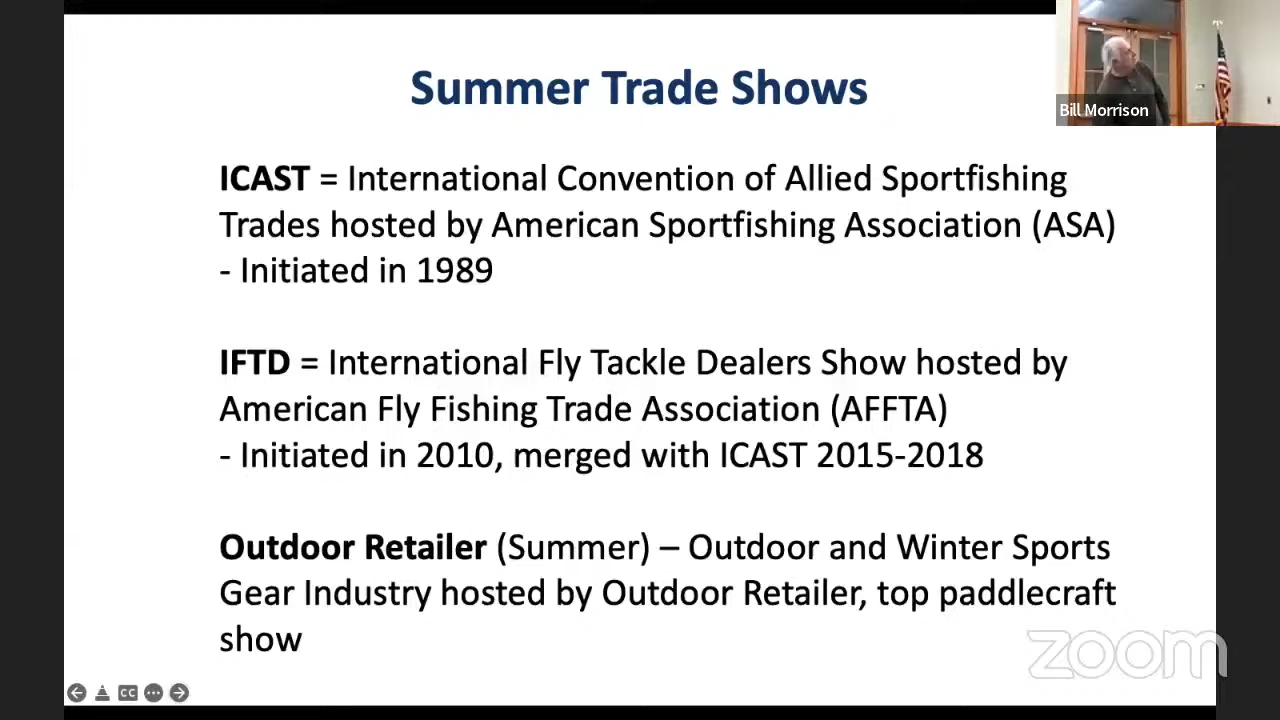 Summer Trade Shows
Bill Morrison
ICAST = International Convention of Allied Sportfishing
Trades hosted by American Sportfishing Association (ASA)
- Initiated in 1989
IFTD = International Fly Tackle Dealers Show hosted by
American Fly Fishing Trade Association (AFFTA)
- Initiated in 2010, merged with ICAST 2015-2018
Outdoor Retailer (Summer) – Outdoor and Winter Sports
Gear Industry hosted by Outdoor Retailer, top paddlecraft
show
zoom
CC